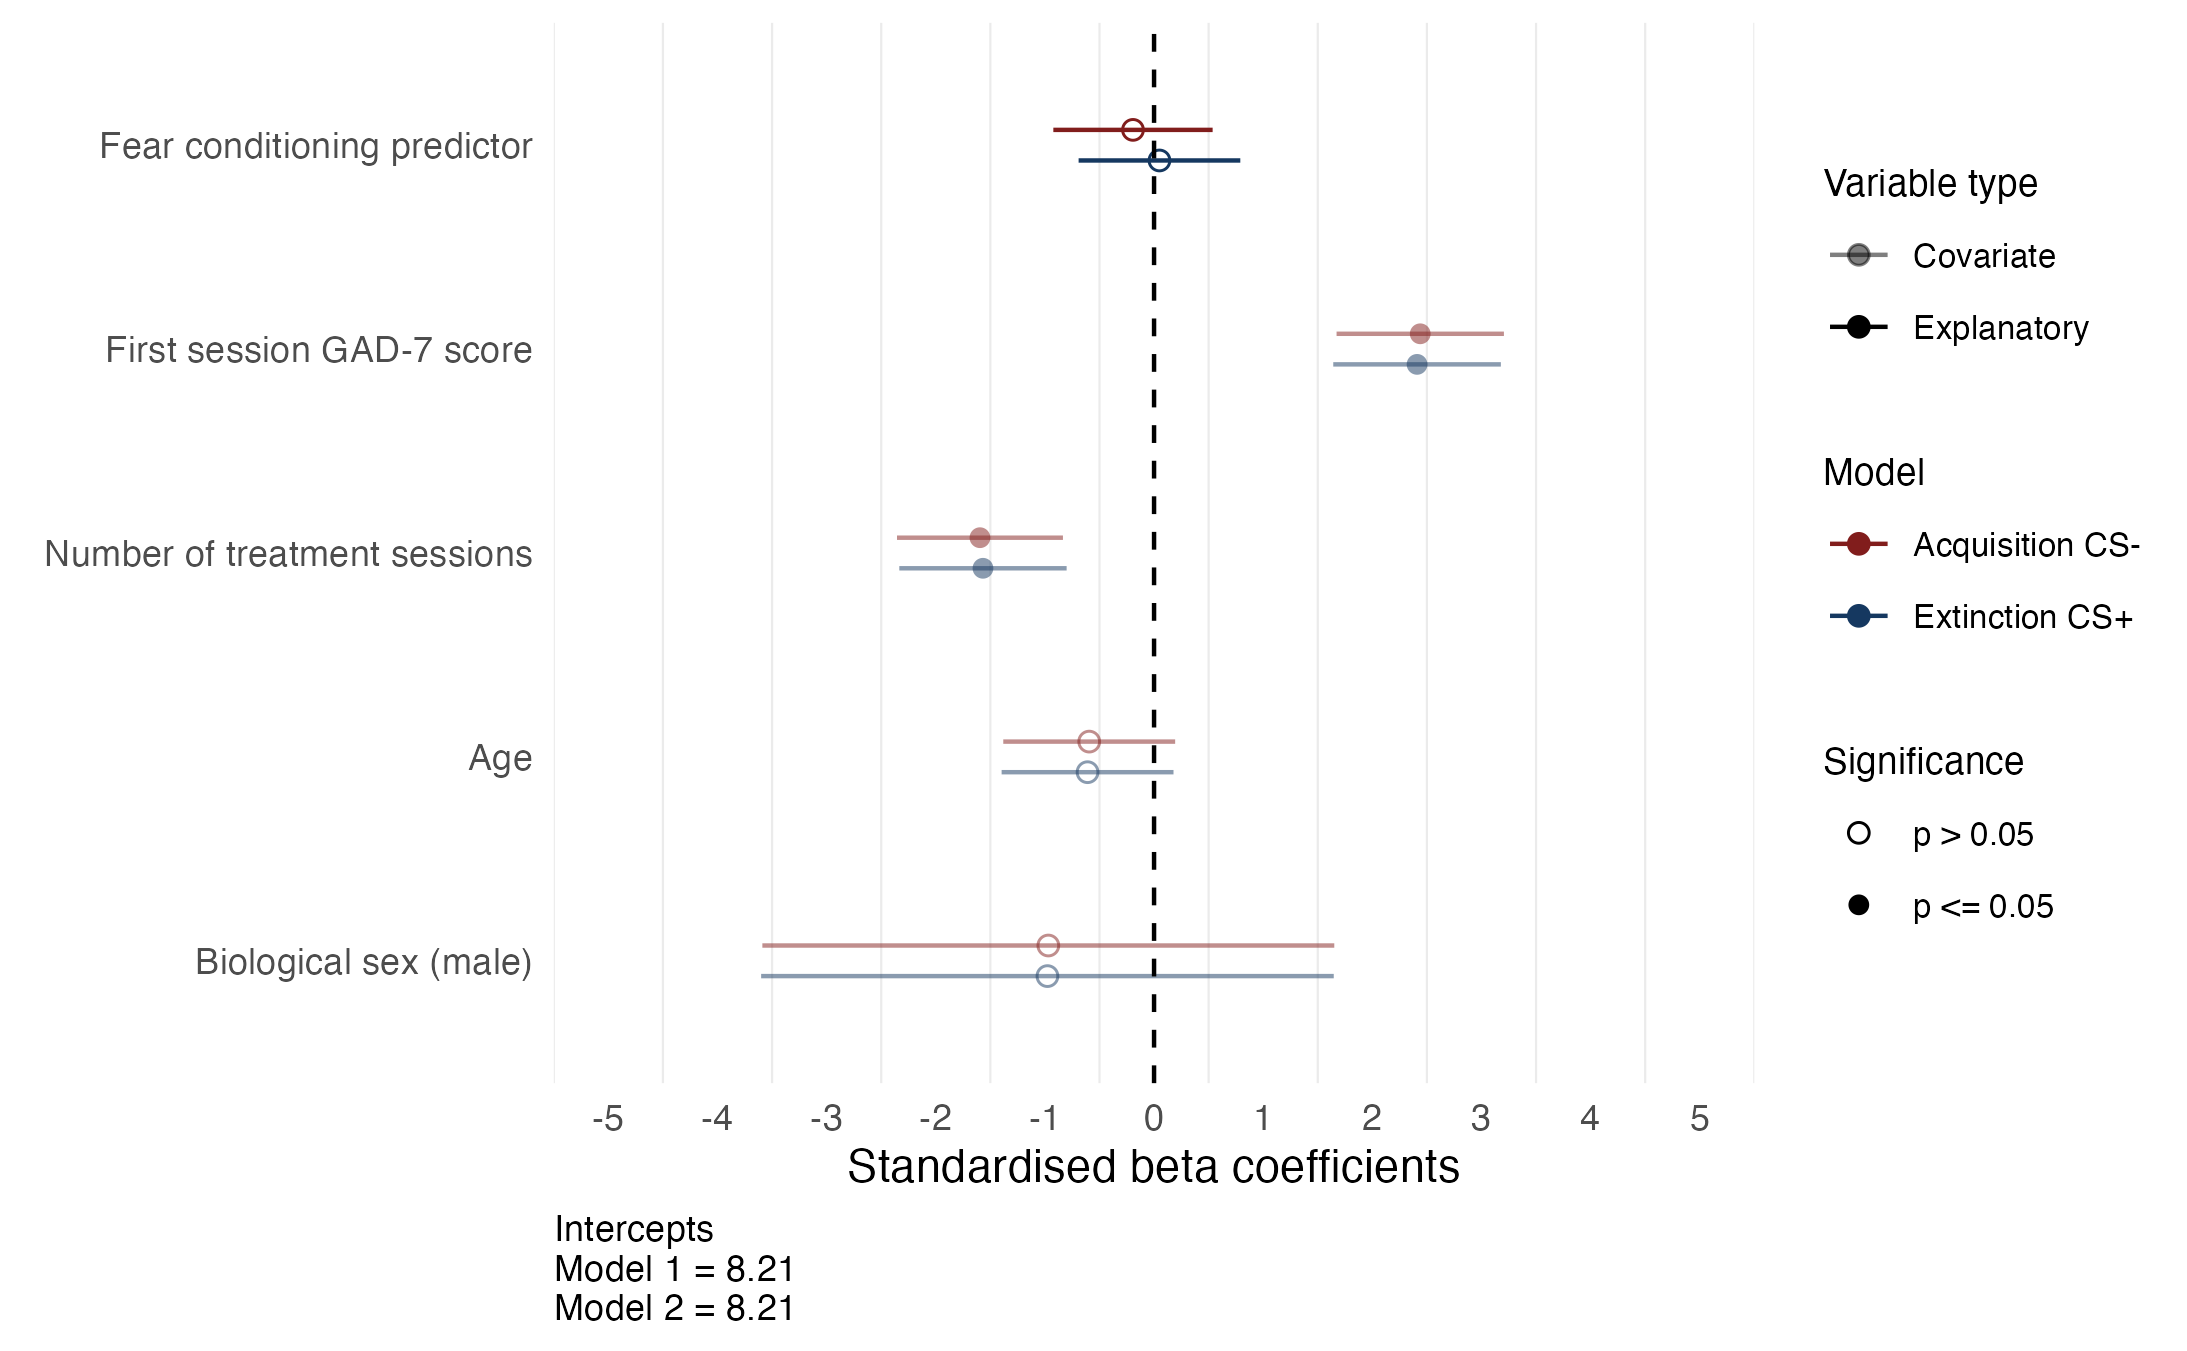 Fear conditioning predictor
First session GAD-7 score
Number of treatment sessions
Age
Biological sex (male)
-5 -4 -3 -2 -1 0 1 2 3 4 5
Standardised beta coefficients
Intercepts
Model 1 = 8.21
Model 2 = 8.21
Variable type
Covariate
Explanatory
Model
Acquisition CS-
Extinction CS+
Significance
p > 0.05
p <= 0.05